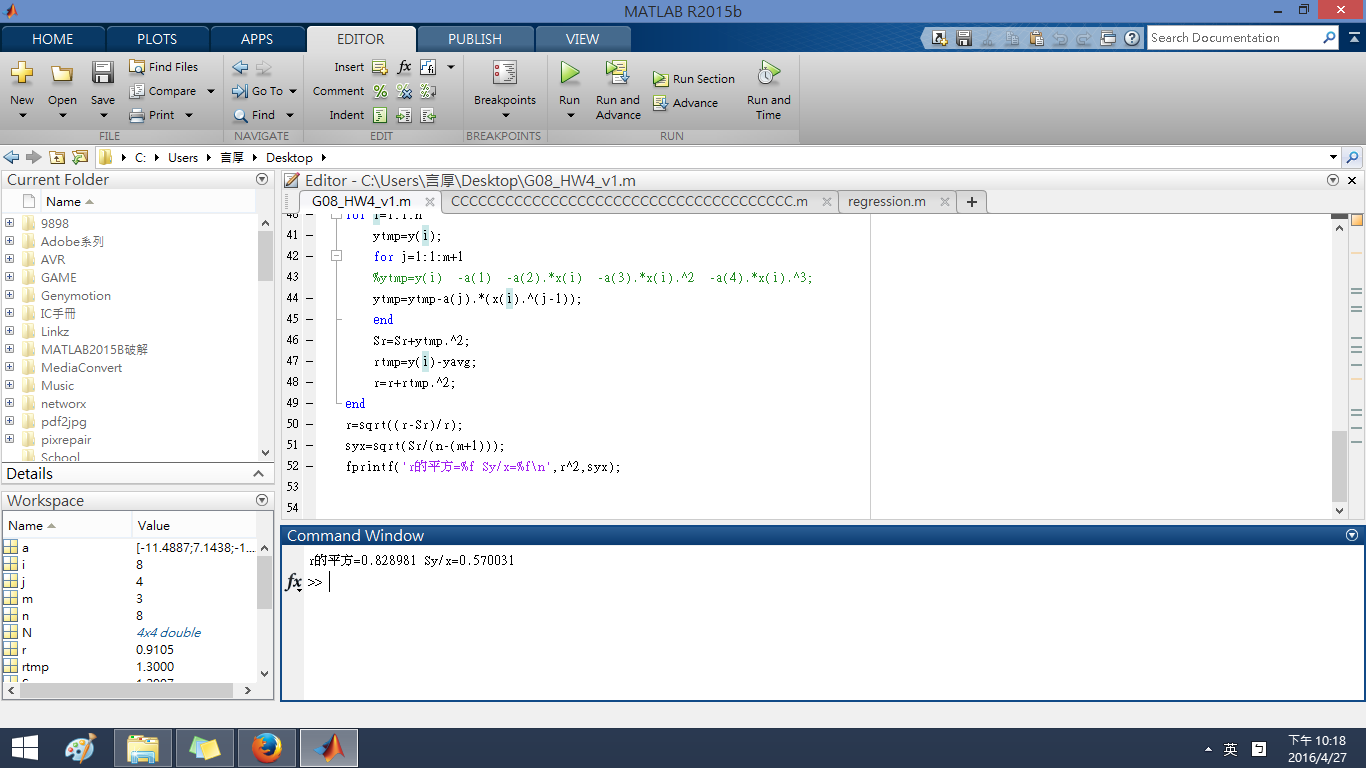 MATLAB R2015b
HOME PLOTS APPS EDITOR PUBLISH VIEW
Search Documentation
New Open Save
Find Files
Compare
Print
Go To
Find
Insert fx
Comment
Indent
Breakpoints
Run
Run and Advance
Run Section
Advance
Run and Time
FILE NAVIGATE EDIT BREAKPOINTS RUN
C: Users 言厚 Desktop
Current Folder
Name
9898
Adobe系列
AVR
GAME
Genymotion
IC手冊
Linkz
MATLAB2015B破解
MediaConvert
Music
networx
pdf2jpg
pixrepair
School
Details
Workspace
Name Value
a [-11.4887;7.1438;-1...
i 8
j 4
m 3
n 8
N 4x4 double
r 0.9105
rtmp 1.3000
Editor - C:\Users\言厚\Desktop\G08_HW4_v1.m
G08_HW4_v1.m CCCCCCCCCCCCCCCCCCCCCCCCCCCCCCCCCCCCCC.m regression.m +
40 for i=1:1:n
41 ytmp=y(i);
42 for j=1:1:m+1
43 %ytmp=y(i) -a(1) -a(2).*x(i) -a(3).*x(i).^2 -a(4).*x(i).^3;
44 ytmp=ytmp-a(j).*(x(i).^(j-1));
45 end
46 Sr=Sr+ytmp.^2;
47 rtmp=y(i)-yavg;
48 r=r+rtmp.^2;
49 end
50 r=sqrt((r-Sr)/r);
51 syx=sqrt(Sr/(n-(m+1)));
52 fprintf('r的平方=%f Sy/x=%f\n',r^2,syx);
53
54
Command Window
r的平方=0.828981 Sy/x=0.570031
fx >>
英
下午 10:18
2016/4/27